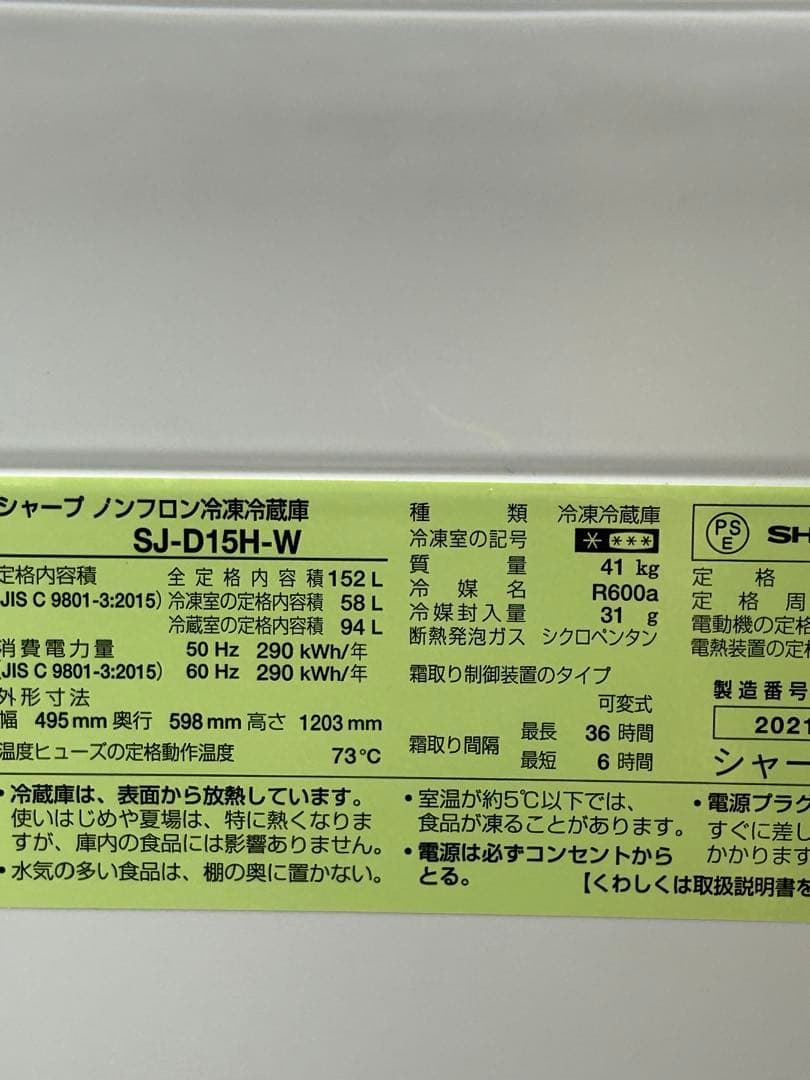 シャープ ノンフロン冷凍冷蔵庫
SJ-D15H-W
定格内容積 全定格内容積 152 L
(JIS C 9801-3:2015) 冷凍室の定格内容積 58 L
冷蔵室の定格内容積 94 L
消費電力量 50 Hz 290 kWh/年
(JIS C 9801-3:2015) 60 Hz 290 kWh/年
外形寸法
幅 495 mm 奥行 598 mm 高さ 1203 mm
温度ヒューズの定格動作温度 73℃
種類 冷凍冷蔵庫
冷凍室の記号 * ***
質量 41 kg
冷媒名 R600a
冷媒封入量 31 g
断熱発泡ガス シクロペンタン
霜取り制御装置のタイプ
可変式
霜取り間隔 最長 36 時間
最短 6 時間
PS
E
SH
定格
定格周
電動機の定格
電熱装置の定格
製造番号
2021
シャー
・冷蔵庫は、表面から放熱しています。
使いはじめや夏場は、特に熱くなりま
すが、庫内の食品には影響ありません。
・水気の多い食品は、棚の奥に置かない。
・室温が約5℃以下では、
食品が凍ることがあります。
・電源は必ずコンセントから
とる。
・電源プラグ
すぐに差し
かかります
【くわしくは取扱説明書を